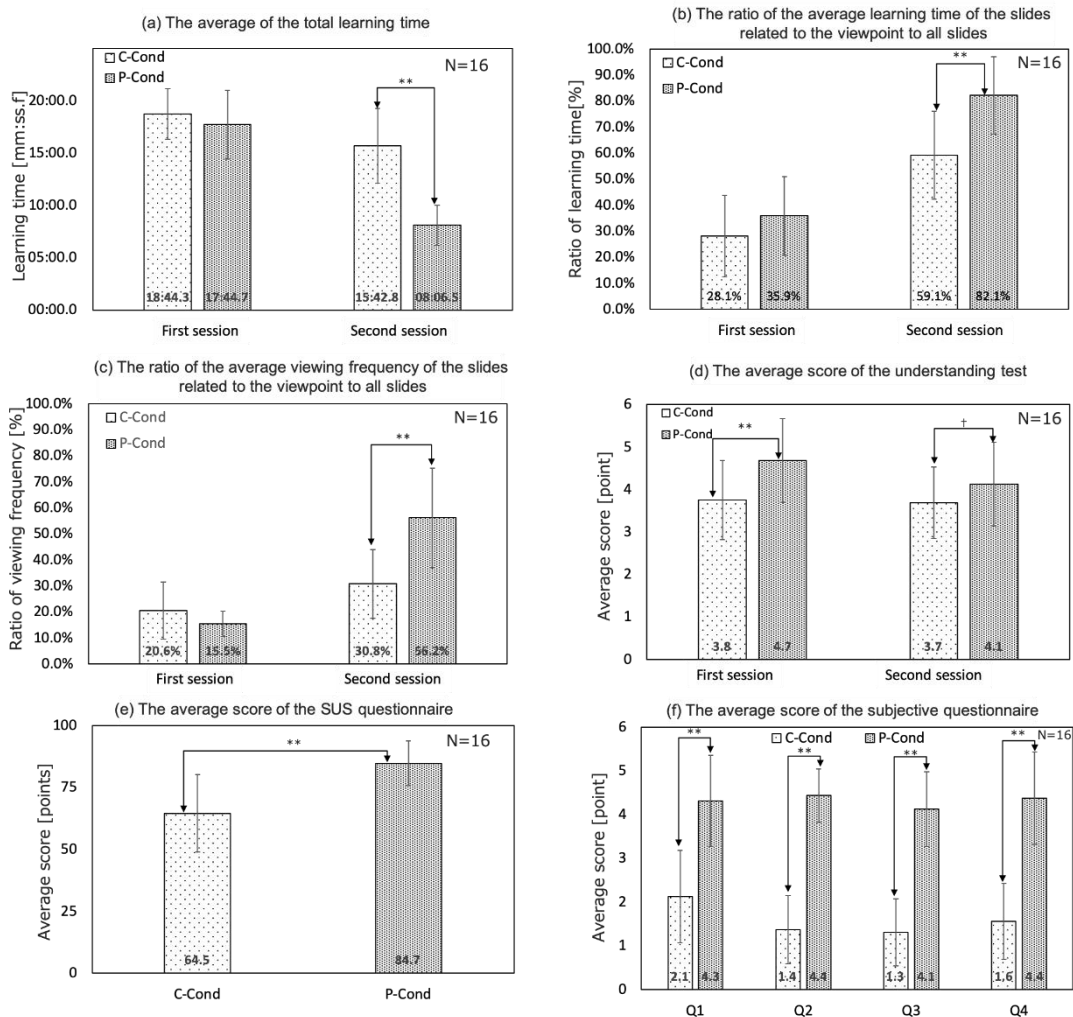 (a) The average of the total learning time
C-Cond
P-Cond
N=16
**
Learning time [mm:ss.f]
20:00.0
15:00.0
10:00.0
05:00.0
00:00.0
18:44.3
17:44.7
15:42.8
08:06.5
First session
Second session
(b) The ratio of the average learning time of the slides
related to the viewpoint to all slides
C-Cond
P-Cond
N=16
**
Ratio of learning time[%]
100.0%
90.0%
80.0%
70.0%
60.0%
50.0%
40.0%
30.0%
20.0%
10.0%
0.0%
28.1%
35.9%
59.1%
82.1%
First session
Second session
(c) The ratio of the average viewing frequency of the slides
related to the viewpoint to all slides
C-Cond
P-Cond
N=16
**
Ratio of viewing frequency [%]
100.0%
90.0%
80.0%
70.0%
60.0%
50.0%
40.0%
30.0%
20.0%
10.0%
0.0%
20.6%
15.5%
30.8%
56.2%
First session
Second session
(d) The average score of the understanding test
C-Cond
P-Cond
N=16
**
†
Average score [point]
6
5
4
3
2
1
0
3.8
4.7
3.7
4.1
First session
Second session
(e) The average score of the SUS questionnaire
N=16
**
Average score [points]
100
75
50
25
0
64.5
84.7
C-Cond
P-Cond
(f) The average score of the subjective questionnaire
C-Cond
P-Cond
N=16
**
**
**
**
Average score [point]
6
5
4
3
2
1
0
2.1
4.3
1.4
4.4
1.3
4.1
1.6
4.4
Q1
Q2
Q3
Q4